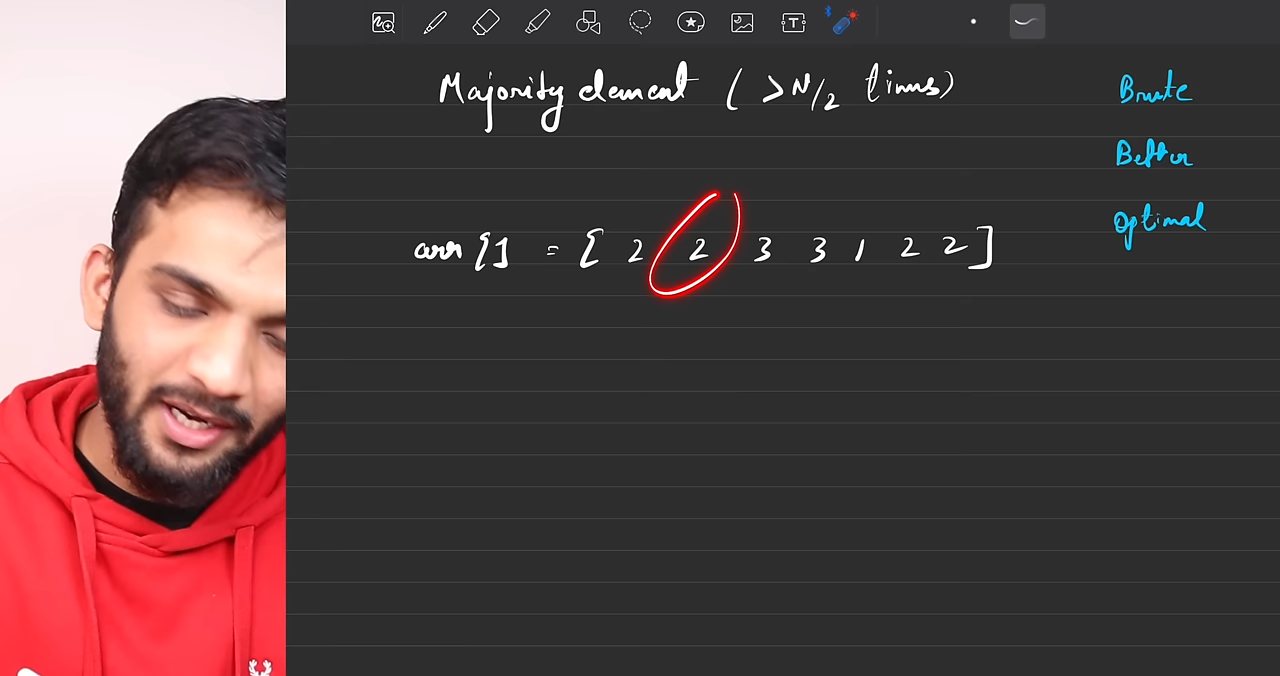 Majority element ( > N/2 times)
Brute
Better
Optimal
arr [] = [ 2 2 3 3 1 2 2 ]